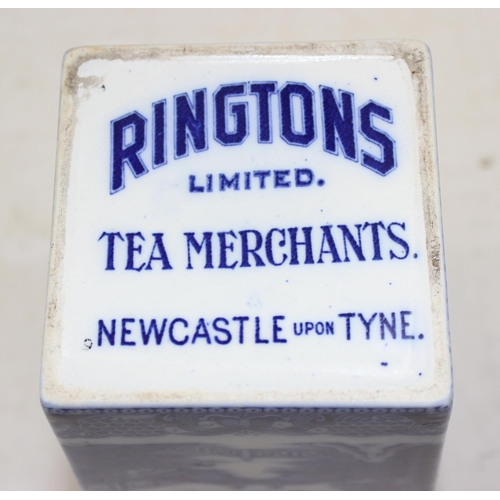 RINGTONS
LIMITED.
TEA MERCHANTS.
NEWCASTLE UPON TYNE.